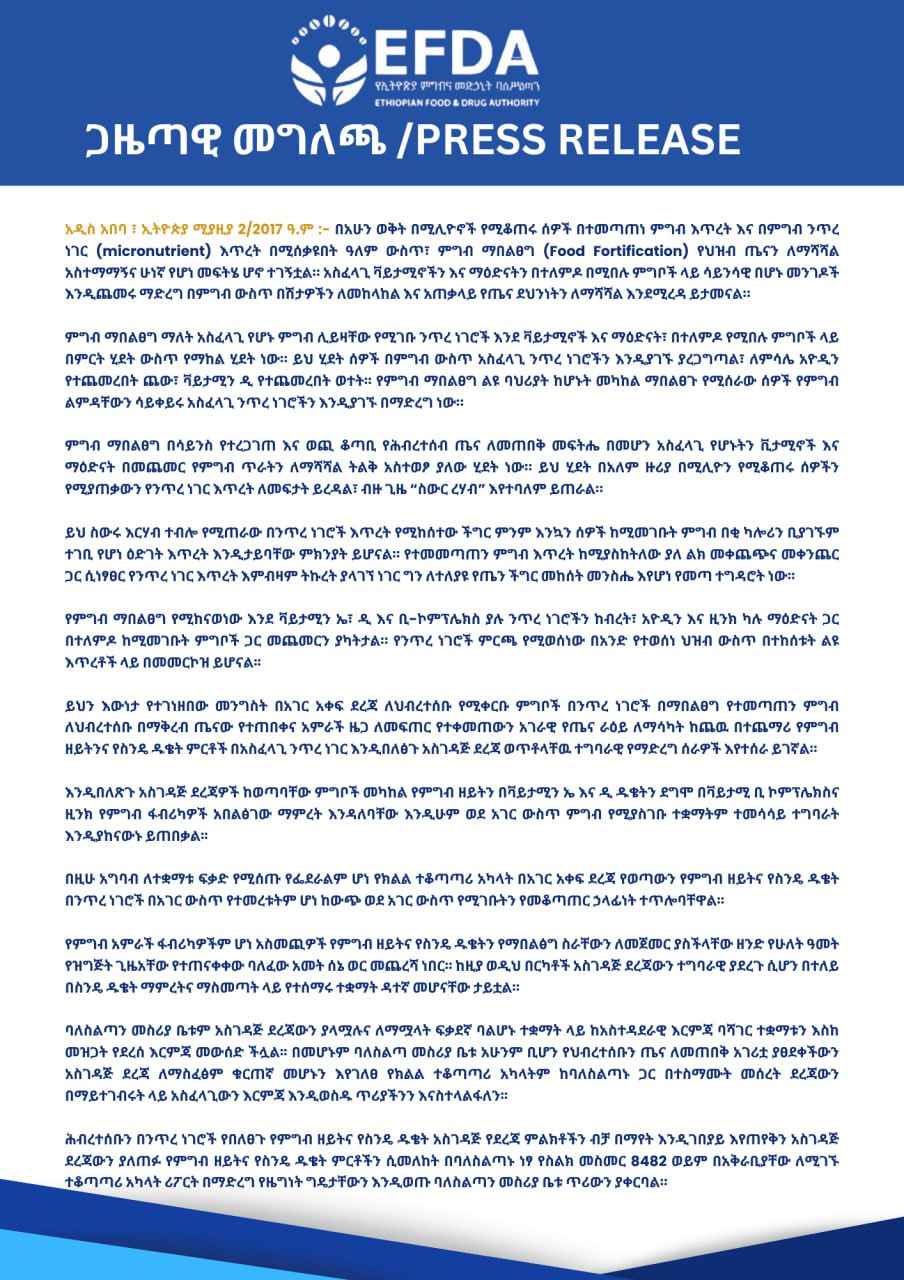 EFDA
የኢትዮጵያ ምግብና መድኃኒት ባለሥልጣን
ETHIOPIAN FOOD & DRUG AUTHORITY
ጋዜጣዊ መግለጫ /PRESS RELEASE
አዲስ አበባ ፣ ኢትዮጵያ ሚያዚያ 2/2017 ዓ.ም :- በአሁን ወቅት በሚሊዮኖች የሚቆጠሩ ሰዎች በተመጣጠነ ምግብ እጥረት እና በምግብ ንጥረ
ነገር (micronutrient) እጥረት በሚሰቃዩበት ዓለም ውስጥ፣ ምግብ ማበልፀግ (Food Fortification) የህዝብ ጤናን ለማሻሻል
አስተማማኝና ሁነኛ የሆነ መፍትሄ ሆኖ ተገኝቷል። አስፈላጊ ቫይታሚኖችን እና ማዕድናትን በተለምዶ በሚበሉ ምግቦች ላይ ሳይንሳዊ በሆኑ መንገዶች
እንዲጨመሩ ማድረግ በምግብ ውስጥ በሽታዎችን ለመከላከል እና አጠቃላይ የጤና ደህንነትን ለማሻሻል እንደሚረዳ ይታመናል።
ምግብ ማበልፀግ ማለት አስፈላጊ የሆኑ ምግብ ሊይዛቸው የሚገቡ ንጥረ ነገሮች እንደ ቫይታሚኖች እና ማዕድናት፣ በተለምዶ የሚበሉ ምግቦች ላይ
በምርት ሂደት ውስጥ የማከል ሂደት ነው። ይህ ሂደት ሰዎች በምግብ ውስጥ አስፈላጊ ንጥረ ነገሮችን እንዲያገኙ ያረጋግጣል፣ ለምሳሌ አዮዲን
የተጨመረበት ጨው፣ ቫይታሚን ዲ የተጨመረበት ወተት። የምግብ ማበልፀግ ልዩ ባህሪያት ከሆኑት መካከል ማበልፀጉ የሚሰራው ሰዎች የምግብ
ልምዳቸውን ሳይቀይሩ አስፈላጊ ንጥረ ነገሮችን እንዲያገኙ በማድረግ ነው።
ምግብ ማበልፀግ በሳይንስ የተረጋገጠ እና ወጪ ቆጣቢ የሕብረተሰብ ጤና ለመጠበቅ መፍትሔ በመሆን አስፈላጊ የሆኑትን ቪታሚኖች እና
ማዕድናት በመጨመር የምግብ ጥራትን ለማሻሻል ትልቅ አስተወፆ ያለው ሂደት ነው። ይህ ሂደት በአለም ዙሪያ በሚሊየን የሚቆጠሩ ሰዎችን
የሚያጠቃውን የንጥረ ነገር እጥረት ለመፍታት ይረዳል፣ ብዙ ጊዜ “ስውር ረሃብ” እየተባለም ይጠራል።
ይህ ስውሩ እርሃብ ተብሎ የሚጠራው በንጥረ ነገሮች እጥረት የሚከሰተው ችግር ምንም እንኳን ሰዎች ከሚመገቡት ምግብ በቂ ካሎሪን ቢያገኙም
ተገቢ የሆነ ዕድገት እጥረት እንዲታይባቸው ምክንያት ይሆናል። የተመመጣጠን ምግብ እጥረት ከሚያስከትለው ያለ ልክ መቀጨጭና መቀንጨር
ጋር ሲነፃፀር የንጥረ ነገር እጥረት እምብዛም ትኩረት ያላገኘ ነገር ግን ለተለያዩ የጤን ችግር መከሰት መንስሔ እየሆነ የመጣ ተግዳሮት ነው።
የምግብ ማበልፀግ የሚከናወነው እንደ ቫይታሚን ኤ፣ ዲ እና ቢ-ኮምፕሌክስ ያሉ ንጥረ ነገሮችን ከብረት፣ አዮዲን እና ዚንክ ካሉ ማዕድናት ጋር
በተለምዶ ከሚመገቡት ምግቦች ጋር መጨመርን ያካትታል። የንጥረ ነገሮች ምርጫ የሚወሰነው በአንድ የተወሰነ ህዝብ ውስጥ በተከሰቱት ልዩ
እጥረቶች ላይ በመመርኮዝ ይሆናል።
ይህን እውነታ የተገነዘበው መንግስት በአገር አቀፍ ደረጃ ለህብረተሰቡ የሚቀርቡ ምግቦች በንጥረ ነገሮች በማበልፀግ የተመጣጠን ምግብ
ለህብረተሰቡ በማቅረብ ጤናው የተጠበቀና አምራች ዜጋ ለመፍጠር የተቀመጠውን አገራዊ የጤና ራዕይ ለማሳካት ከጨዉ በተጨማሪ የምግብ
ዘይትንና የስንዴ ዱቄት ምርቶች በአስፈላጊ ንጥረ ነገር እንዲበለፅጉ አስገዳጅ ደረጃ ወጥቶላቸዉ ተግባራዊ የማድረግ ሰራዎች እየተሰራ ይገኛል።
እንዲበለጽጉ አስገዳጅ ደረጃዎች ከወጣባቸው ምግቦች መካከል የምግብ ዘይትን በቫይታሚን ኤ እና ዲ ዱቄትን ደግሞ በቫይታሚ ቢ ኮምፕሌክስና
ዚንክ የምግብ ፋብሪካዎች አበልፅገው ማምረት እንዳለባቸው እንዲሁም ወደ አገር ውስጥ ምግብ የሚያስገቡ ተቋማትም ተመሳሳይ ተግባራት
እንዲያከናውኑ ይጠበቃል።
በዚሁ አግባብ ለተቋማቱ ፍቃድ የሚሰጡ የፌደራልም ሆነ የክልል ተቆጣጣሪ አካላት በአገር አቀፍ ደረጃ የወጣውን የምግብ ዘይትና የስንዴ ዱቄት
በንጥረ ነገሮች በአገር ውስጥ የተመረቱትም ሆነ ከውጭ ወደ አገር ውስጥ የሚገቡትን የመቆጣጠር ኃላፊነት ተጥሎባቸዋል።
የምግብ አምራች ፋብሪካዎችም ሆነ አስመጪዎች የምግብ ዘይትና የስንዴ ዱቄትን የማበልፅግ ስራቸውን ለመጀመር ያስችላቸው ዘንድ የሁለት ዓመት
የዝግጅት ጊዜአቸው የተጠናቀቀው ባለፈው አመት ሰኔ ወር መጨረሻ ነበር። ከዚያ ወዲህ በርካቶች አስገዳጅ ደረጃውን ተግባራዊ ያደረጉ ሲሆን በተለይ
በስንዴ ዱቄት ማምረትና ማስመጣት ላይ የተሰማሩ ተቋማት ዳተኛ መሆናቸው ታይቷል።
ባለስልጣን መስሪያ ቤቱም አስገዳጅ ደረጃውን ያላሟሉና ለማሟላት ፍቃደኛ ባልሆኑ ተቋማት ላይ ከአስተዳደራዊ እርምጃ ባሻገር ተቋማቱን እስከ
መዝጋት የደረሰ እርምጃ መውሰድ ችሏል። በመሆኑም ባለስልጣ መስሪያ ቤቱ አሁንም ቢሆን የህብረተሰቡን ጤና ለመጠበቅ አገሪቷ ያፀደቀችውን
አስገዳጅ ደረጃ ለማስፈፅም ቁርጠኛ መሆኑን እየገለፀ የክልል ተቆጣጣሪ አካላትም ከባለስልጣኑ ጋር በተስማሙት መሰረት ደረጃውን
በማይተገብሩት ላይ አስፈላጊውን እርምጃ እንዲወስዱ ጥሪያችንን እናስተላልፋለን።
ሕብረተሰቡን በንጥረ ነገሮች የበለፀጉ የምግብ ዘይትና የስንዴ ዱቄት አስገዳጅ የደረጃ ምልክቶችን ብቻ በማየት እንዲገበያይ እየጠየቅን አስገዳጅ
ደረጃውን ያለጠፉ የምግብ ዘይትና የስንዴ ዱቄት ምርቶችን ሲመለከት በባለስልጣኑ ነፃ የስልክ መስመር 8482 ወይም በአቅራቢያቸው ለሚገኙ
ተቆጣጣሪ አካላት ሪፖርት በማድረግ የዜግነት ግዴታቸውን እንዲወጡ ባለስልጣን መስሪያ ቤቱ ጥሪውን ያቀርባል።